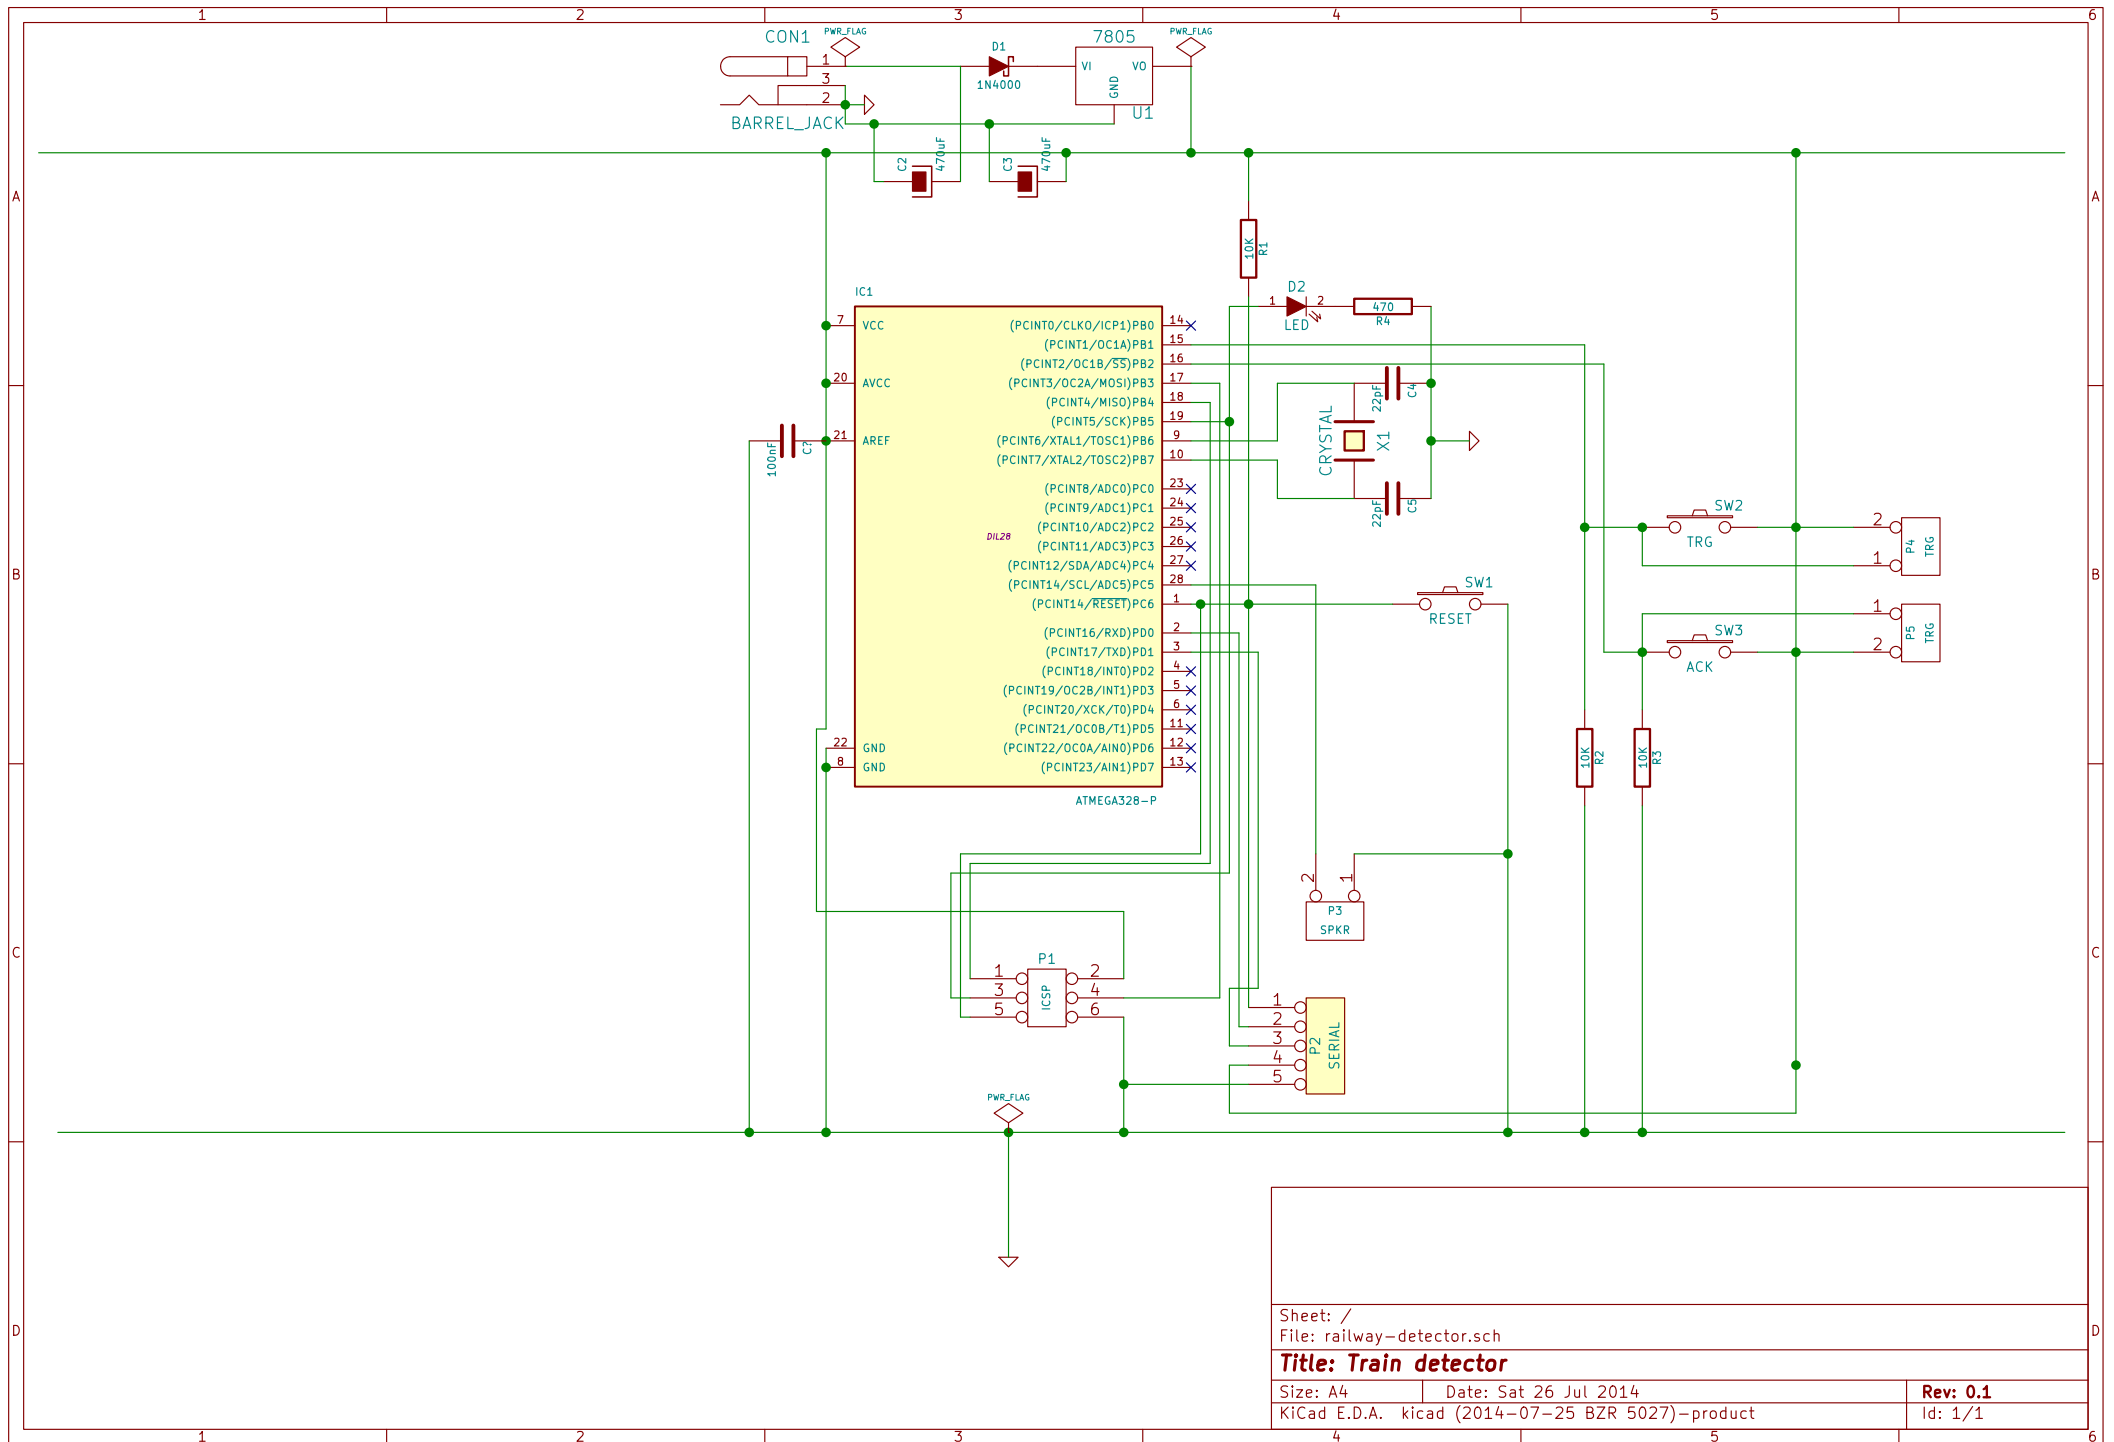 1 2 3 4 5 6
CON1
PWR_FLAG
1
3
2
BARREL_JACK
D1
1N4000
7805
VI VO
GND
U1
PWR_FLAG
C2
470uF
C3
470uF
A A
10K
R1
IC1
7 VCC
20 AVCC
21 AREF
22 GND
8 GND
DIL28
(PCINT0/CLKO/ICP1)PB0 14
(PCINT1/OC1A)PB1 15
(PCINT2/OC1B/SS)PB2 16
(PCINT3/OC2A/MOSI)PB3 17
(PCINT4/MISO)PB4 18
(PCINT5/SCK)PB5 19
(PCINT6/XTAL1/TOSC1)PB6 9
(PCINT7/XTAL2/TOSC2)PB7 10
(PCINT8/ADC0)PC0 23
(PCINT9/ADC1)PC1 24
(PCINT10/ADC2)PC2 25
(PCINT11/ADC3)PC3 26
(PCINT12/SDA/ADC4)PC4 27
(PCINT14/SCL/ADC5)PC5 28
(PCINT14/RESET)PC6 1
(PCINT16/RXD)PD0 2
(PCINT17/TXD)PD1 3
(PCINT18/INT0)PD2 4
(PCINT19/OC2B/INT1)PD3 5
(PCINT20/XCK/T0)PD4 6
(PCINT21/OC0B/T1)PD5 11
(PCINT22/OC0A/AIN0)PD6 12
(PCINT23/AIN1)PD7 13
ATMEGA328-P
100nF
C?
D2
1 2
LED
470
R4
22pF
C4
CRYSTAL
X1
22pF
C5
B B
SW2
TRG
2
1
P4
TRG
SW1
RESET
SW3
ACK
1
2
P5
TRG
10K
R2
10K
R3
2 1
P3
SPKR
C C
P1
1 2
3 4
5 6
ICSP
1
2
3
4
5
P2
SERIAL
PWR_FLAG
D D
Sheet: /
File: railway-detector.sch
Title: Train detector
Size: A4 Date: Sat 26 Jul 2014 Rev: 0.1
KiCad E.D.A. kicad (2014-07-25 BZR 5027)-product Id: 1/1
1 2 3 4 5 6